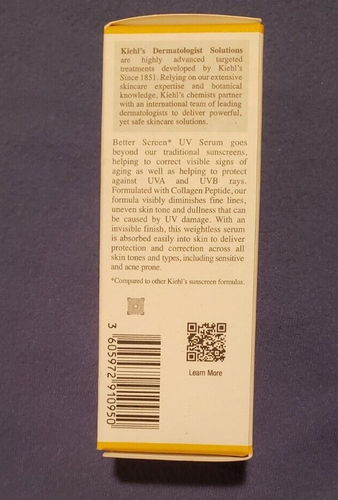 Kiehl's Dermatologist Solutions
are highly advanced targeted
treatments developed by Kiehl's
Since 1851. Relying on our extensive
skincare expertise and botanical
knowledge, Kiehl's chemists partner
with an international team of leading
dermatologists to deliver powerful,
yet safe skincare solutions.
Better Screen* UV Serum goes
beyond our traditional sunscreens,
helping to correct visible signs of
aging as well as helping to protect
against UVA and UVB rays.
Formulated with Collagen Peptide, our
formula visibly diminishes fine lines,
uneven skin tone and dullness that can
be caused by UV damage. With an
invisible finish, this weightless serum
is absorbed easily into skin to deliver
protection and correction across all
skin tones and types, including sensitive
and acne prone.
*Compared to other Kiehl's sunscreen formulas.
3 605972 910950
Learn More